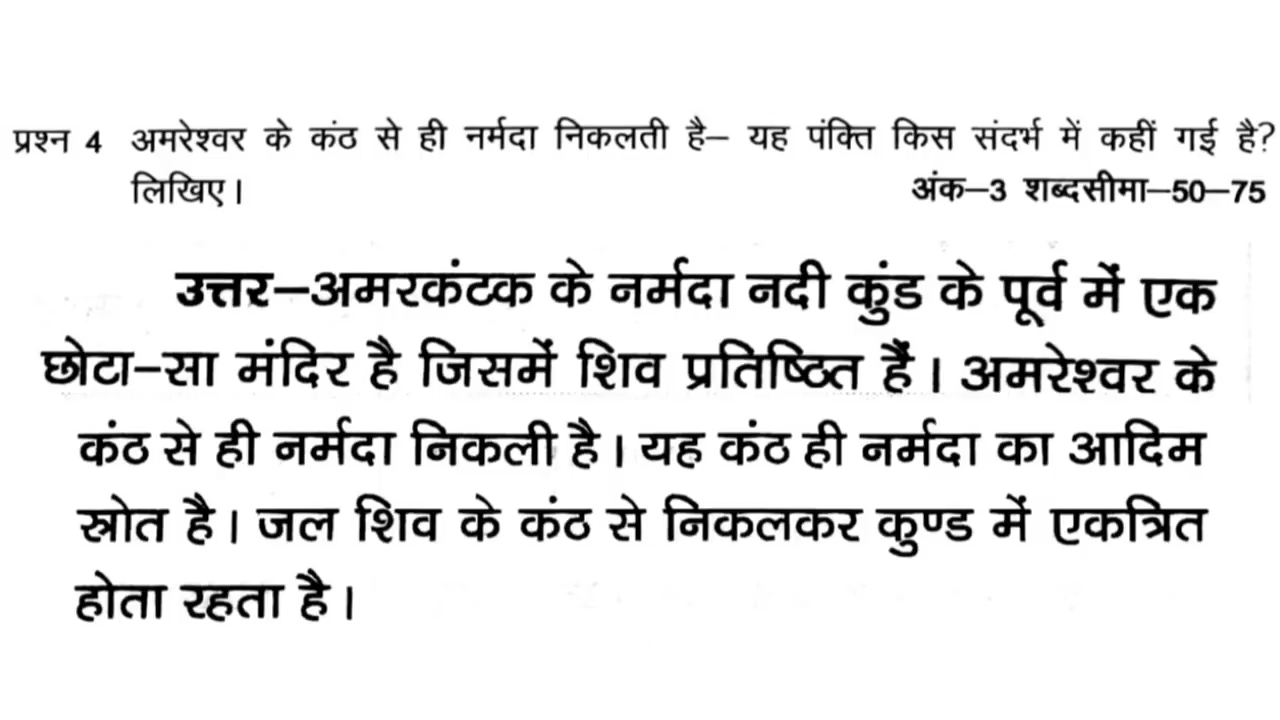 प्रश्न 4 अमरेश्वर के कंठ से ही नर्मदा निकलती है– यह पंक्ति किस संदर्भ में कहीं गई है?
लिखिए। अंक–3 शब्दसीमा–50–75
उत्तर–अमरकंटक के नर्मदा नदी कुंड के पूर्व में एक
छोटा–सा मंदिर है जिसमें शिव प्रतिष्ठित हैं। अमरेश्वर के
कंठ से ही नर्मदा निकली है। यह कंठ ही नर्मदा का आदिम
स्रोत है। जल शिव के कंठ से निकलकर कुण्ड में एकत्रित
होता रहता है।